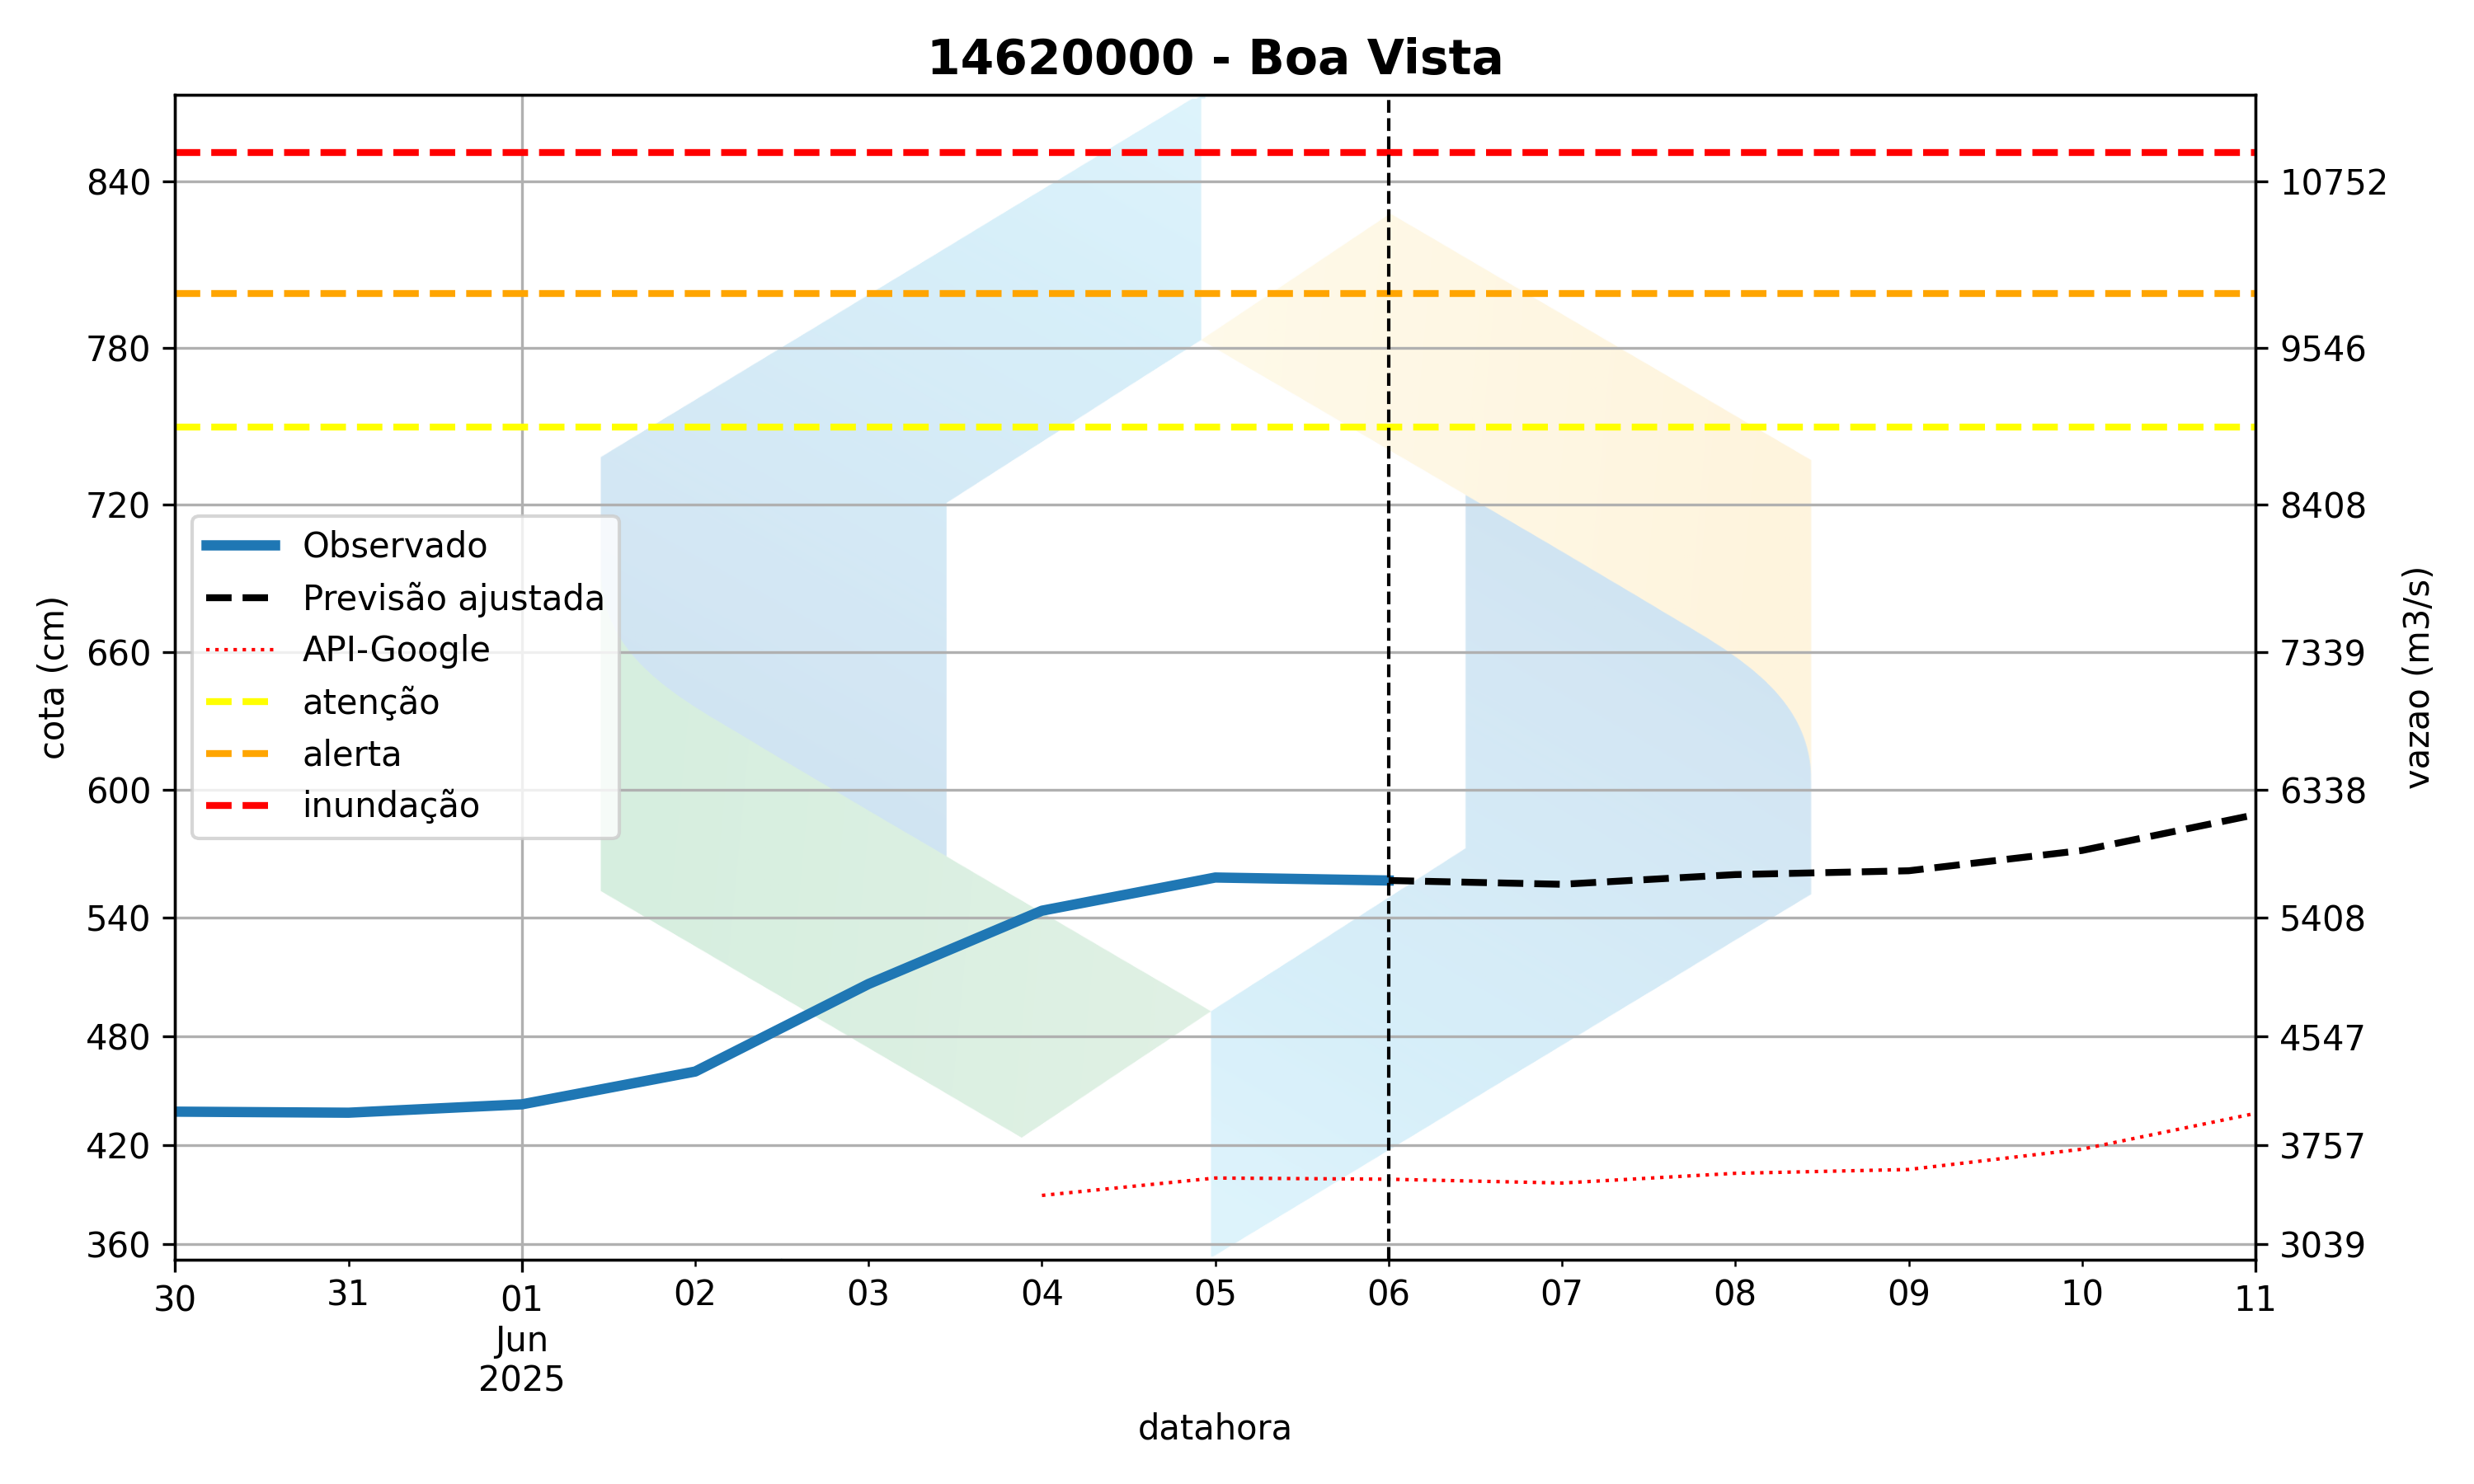 14620000 - Boa Vista
840
780
720
660
600
540
480
420
360
cota (cm)
10752
9546
8408
7339
6338
5408
4547
3757
3039
vazao (m3/s)
Observado
Previsão ajustada
API-Google
atenção
alerta
inundação
30 31 01 02 03 04 05 06 07 08 09 10 11
Jun
2025
datahora